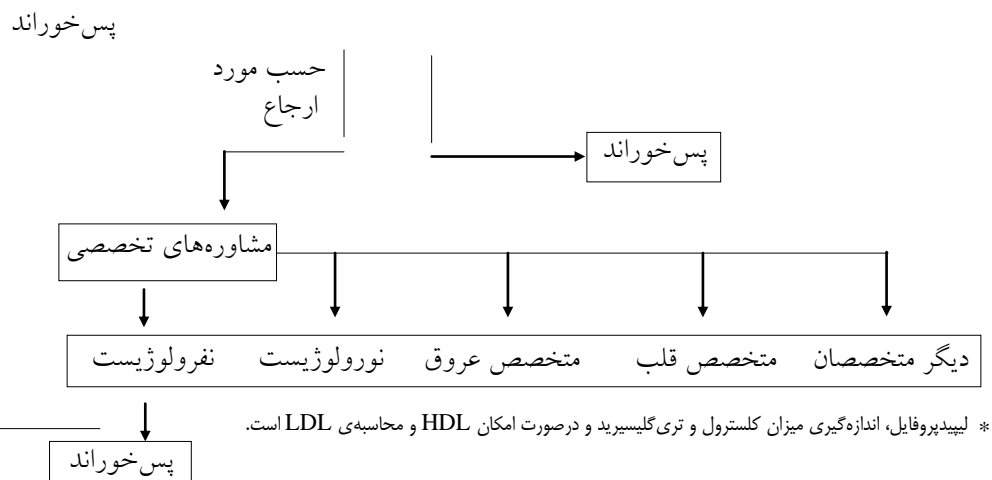 پس‌خوراند
حسب مورد
ارجاع
پس‌خوراند
مشاوره‌های تخصصی
دیگر متخصصان متخصص قلب متخصص عروق نورولوژیست نفرولوژیست
* لیپیدپروفایل، اندازه‌گیری میزان کلسترول و تری‌گلیسیرید و درصورت امکان HDL و محاسبه‌ی LDL است.
پس‌خوراند